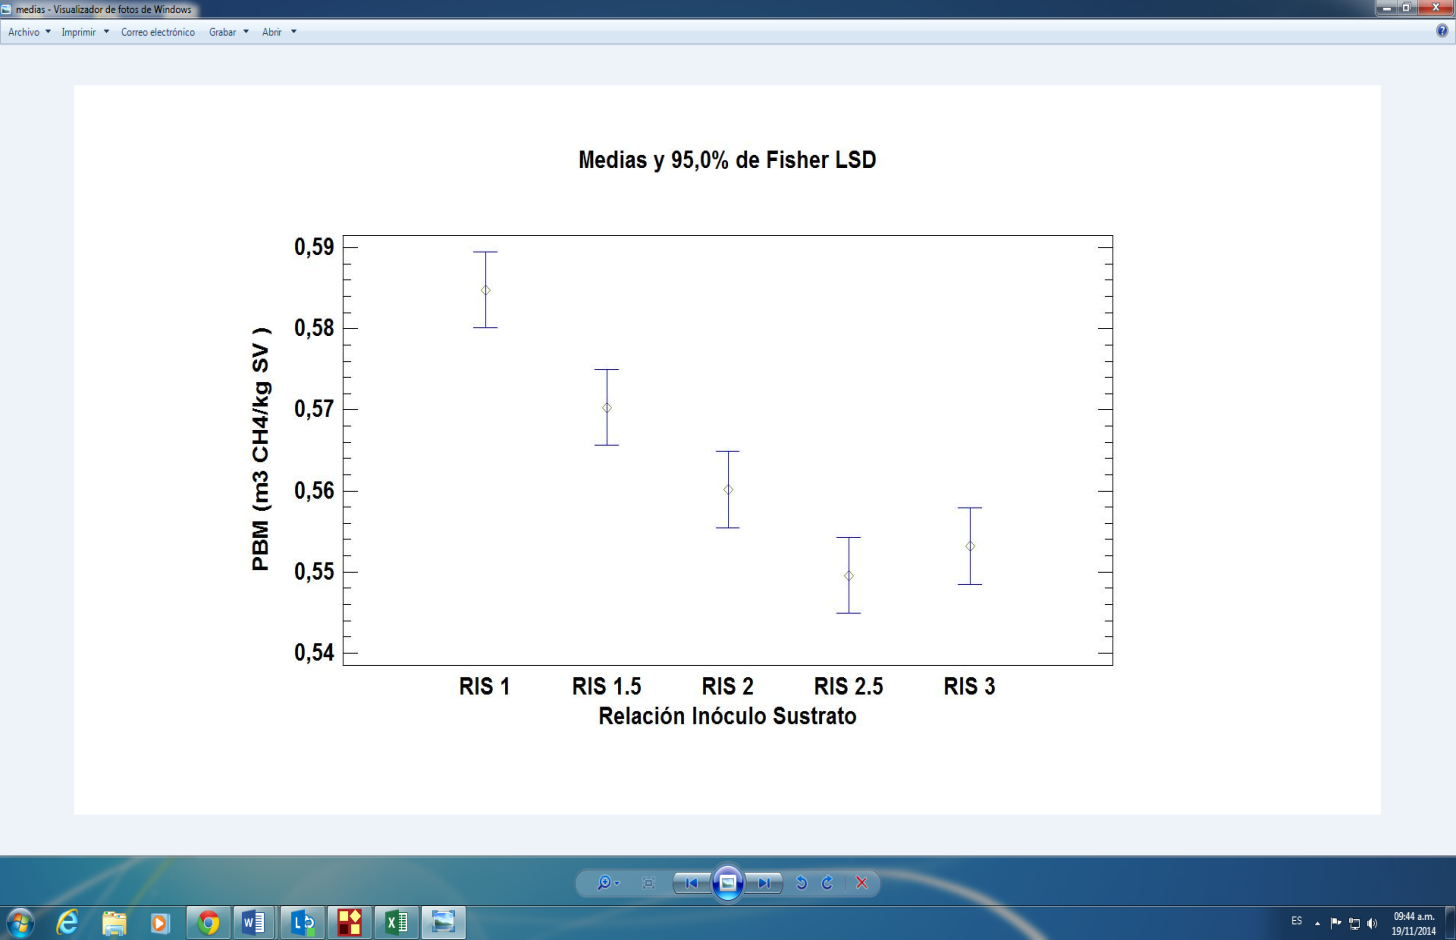 medias - Visualizador de fotos de Windows
Archivo Imprimir Correo electrónico Grabar Abrir
Medias y 95,0% de Fisher LSD
0,59
0,58
0,57
0,56
0,55
0,54
PBM (m3 CH4/kg SV )
RIS 1 RIS 1.5 RIS 2 RIS 2.5 RIS 3
Relación Inóculo Sustrato
ES
09:44 a.m.
19/11/2014